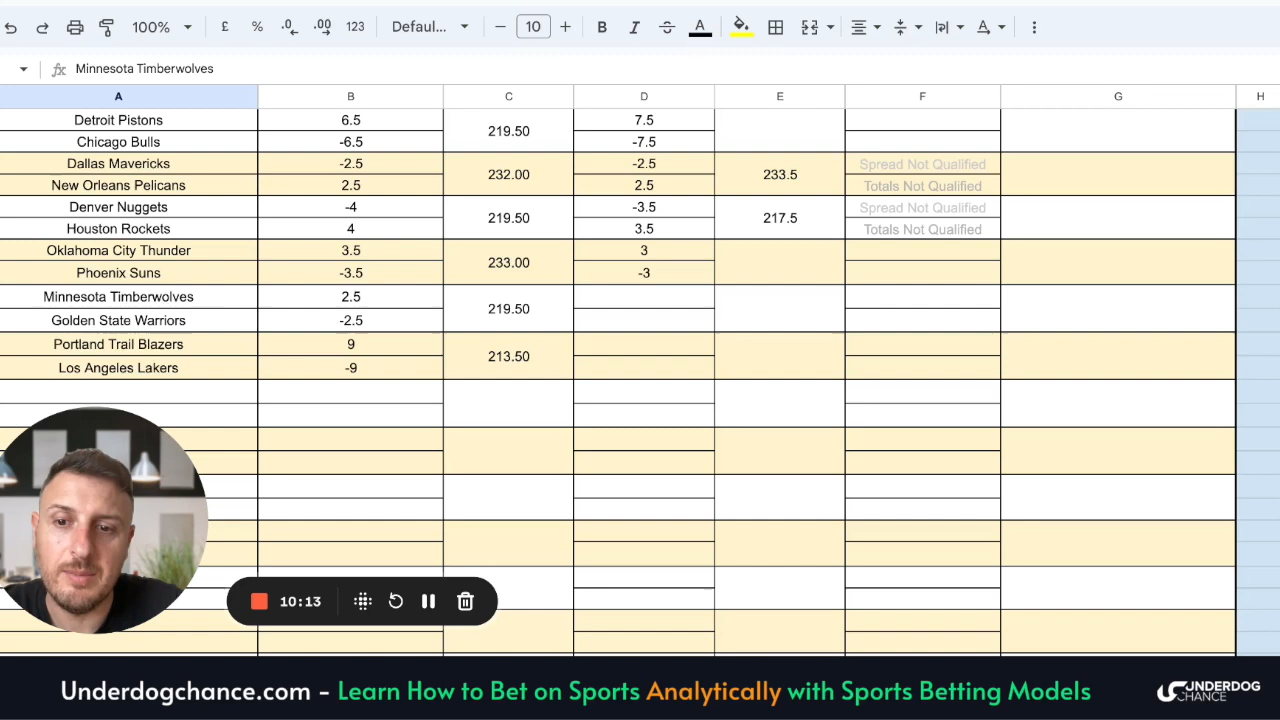 100% £ % .0 .00 123 Defaul... − 10 + B I A
fx Minnesota Timberwolves
A B C D E F G H
Detroit Pistons 6.5 219.50 7.5
Chicago Bulls -6.5 -7.5
Dallas Mavericks -2.5 232.00 -2.5 233.5 Spread Not Qualified
New Orleans Pelicans 2.5 2.5 Totals Not Qualified
Denver Nuggets -4 219.50 -3.5 217.5 Spread Not Qualified
Houston Rockets 4 3.5 Totals Not Qualified
Oklahoma City Thunder 3.5 233.00 3
Phoenix Suns -3.5 -3
Minnesota Timberwolves 2.5 219.50
Golden State Warriors -2.5
Portland Trail Blazers 9 213.50
Los Angeles Lakers -9
10:13
Underdogchance.com - Learn How to Bet on Sports Analytically with Sports Betting Models
UNDERDOG
CHANCE